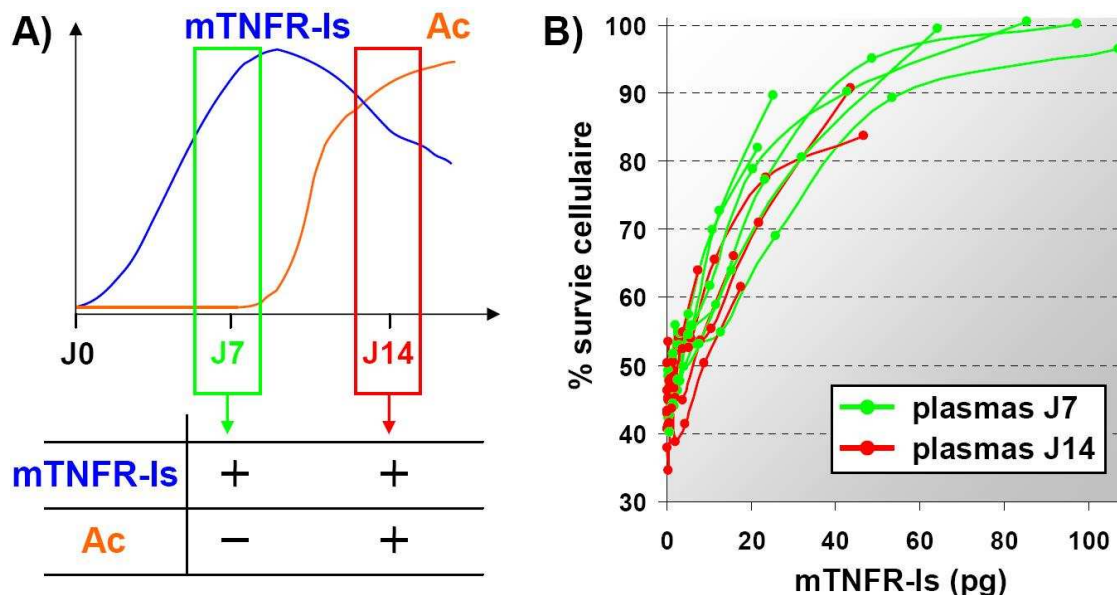 A)
mTNFR-Is
Ac
J0
J7
J14
mTNFR-Is + +
Ac − +
B)
% survie cellulaire
100
90
80
70
60
50
40
30
plasmas J7
plasmas J14
0 20 40 60 80 100
mTNFR-Is (pg)